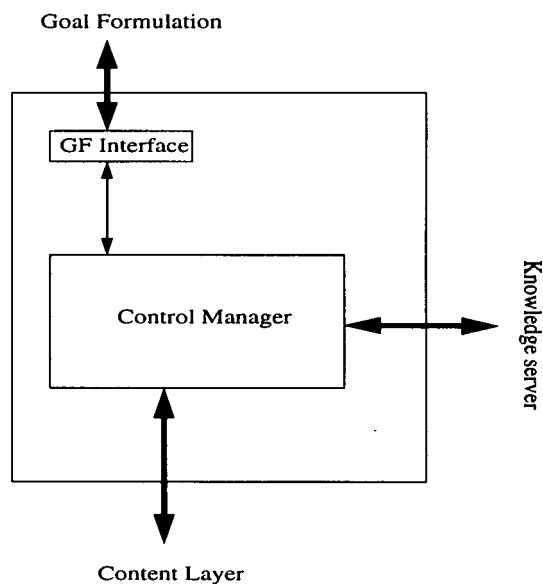 Goal Formulation
GF Interface
Control Manager
Knowledge server
Content Layer